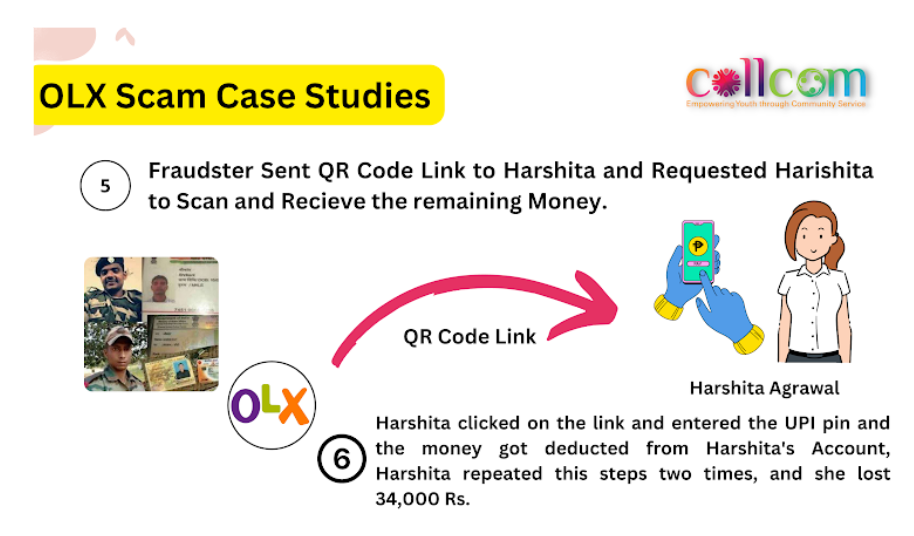 collcom
Empowering Youth through Community Service
OLX Scam Case Studies
5
Fraudster Sent QR Code Link to Harshita and Requested Harishita
to Scan and Recieve the remaining Money.
QR Code Link
Harshita Agrawal
OLX
6
Harshita clicked on the link and entered the UPI pin and
the money got deducted from Harshita's Account,
Harshita repeated this steps two times, and she lost
34,000 Rs.